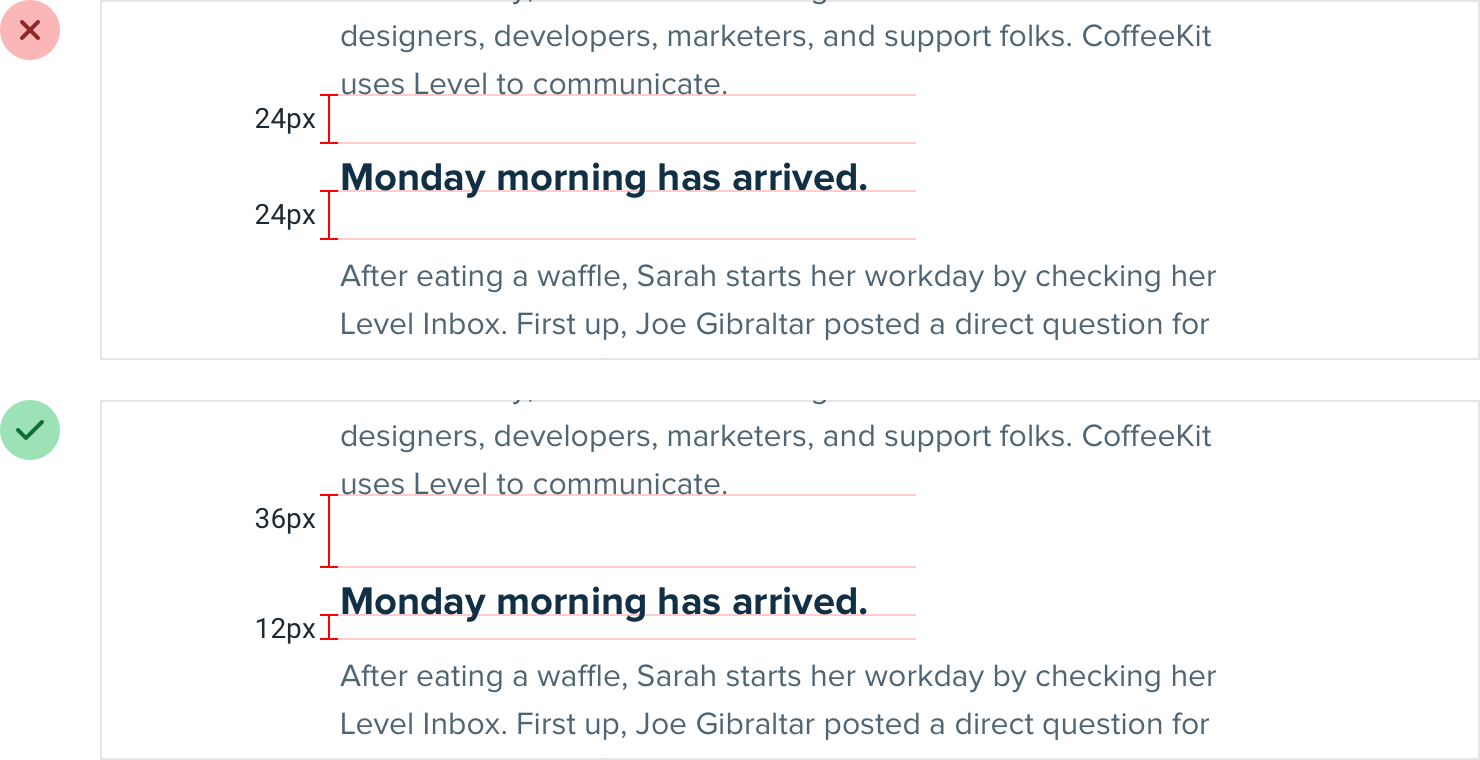 designers, developers, marketers, and support folks. CoffeeKit
uses Level to communicate.
24px
Monday morning has arrived.
24px
After eating a waffle, Sarah starts her workday by checking her
Level Inbox. First up, Joe Gibraltar posted a direct question for
designers, developers, marketers, and support folks. CoffeeKit
uses Level to communicate.
36px
Monday morning has arrived.
12px
After eating a waffle, Sarah starts her workday by checking her
Level Inbox. First up, Joe Gibraltar posted a direct question for